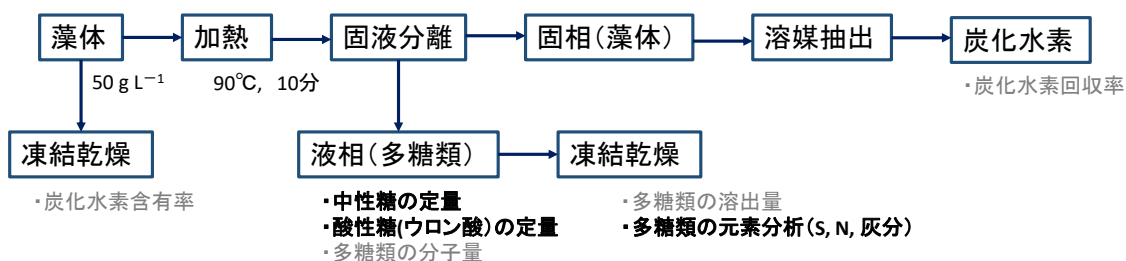 藻体
加熱
固液分離
固相(藻体)
溶媒抽出
炭化水素
50 g L−1
90℃, 10分
・炭化水素回収率
凍結乾燥
液相(多糖類)
凍結乾燥
・炭化水素含有率
・中性糖の定量
・酸性糖(ウロン酸)の定量
・多糖類の分子量
・多糖類の溶出量
・多糖類の元素分析(S, N, 灰分)